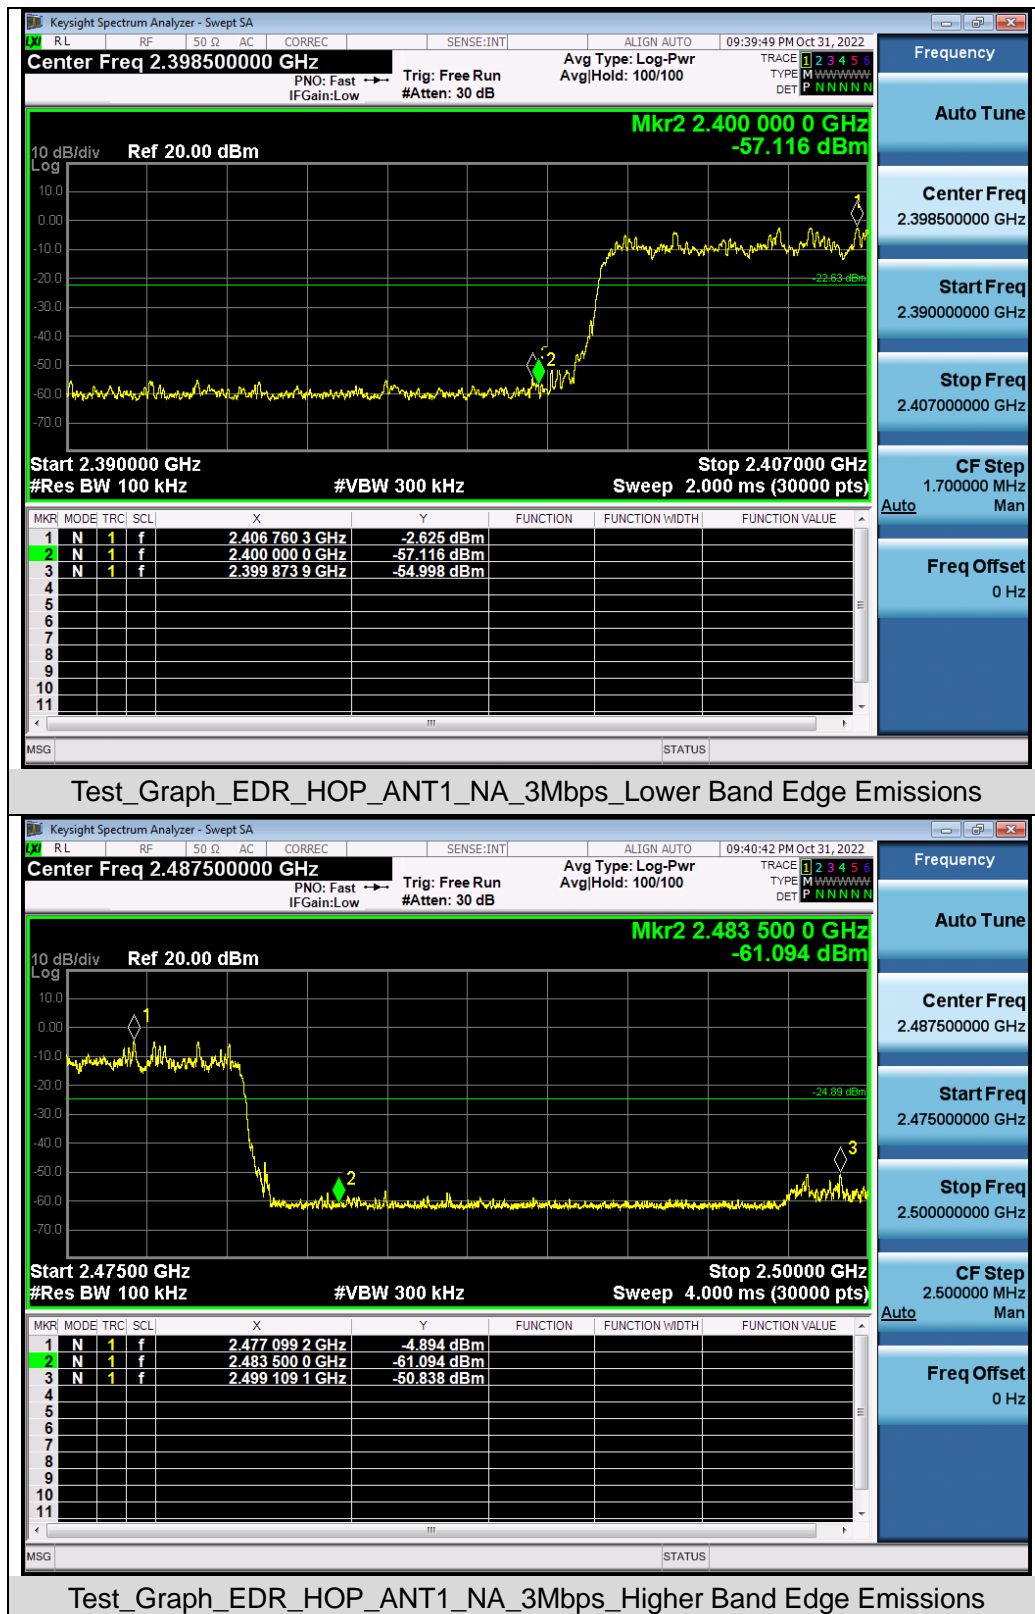 Keysight Spectrum Analyzer - Swept SA
LXI RL RF 50 Ω AC CORREC SENSE:INT ALIGN AUTO 09:39:49 PM Oct 31, 2022
Center Freq 2.398500000 GHz
PNO: Fast
IFGain:Low
Trig: Free Run
#Atten: 30 dB
Avg Type: Log-Pwr
Avg|Hold: 100/100
TRACE 1 2 3 4 5 6
TYPE M WWWWW
DET P N N N N N
Mkr2 2.400 000 0 GHz
-57.116 dBm
10 dB/div Ref 20.00 dBm
Log
10.0
0.00
-10.0
-20.0
-30.0
-40.0
-50.0
-60.0
-70.0
1
2
-22.63 dBm
Start 2.390000 GHz Stop 2.407000 GHz
#Res BW 100 kHz #VBW 300 kHz Sweep 2.000 ms (30000 pts)
MKR MODE TRC SCL X Y FUNCTION FUNCTION WIDTH FUNCTION VALUE
1 N 1 f 2.406 760 3 GHz -2.625 dBm
2 N 1 f 2.400 000 0 GHz -57.116 dBm
3 N 1 f 2.399 873 9 GHz -54.998 dBm
4
5
6
7
8
9
10
11
MSG STATUS
Frequency
Auto Tune
Center Freq
2.398500000 GHz
Start Freq
2.390000000 GHz
Stop Freq
2.407000000 GHz
CF Step
1.700000 MHz
Auto Man
Freq Offset
0 Hz
Test_Graph_EDR_HOP_ANT1_NA_3Mbps_Lower Band Edge Emissions
Keysight Spectrum Analyzer - Swept SA
LXI RL RF 50 Ω AC CORREC SENSE:INT ALIGN AUTO 09:40:42 PM Oct 31, 2022
Center Freq 2.487500000 GHz
PNO: Fast
IFGain:Low
Trig: Free Run
#Atten: 30 dB
Avg Type: Log-Pwr
Avg|Hold: 100/100
TRACE 1 2 3 4 5 6
TYPE M WWWWW
DET P N N N N N
Mkr2 2.483 500 0 GHz
-61.094 dBm
10 dB/div Ref 20.00 dBm
Log
10.0
0.00
-10.0
-20.0
-30.0
-40.0
-50.0
-60.0
-70.0
1
2
3
-24.89 dBm
Start 2.47500 GHz Stop 2.50000 GHz
#Res BW 100 kHz #VBW 300 kHz Sweep 4.000 ms (30000 pts)
MKR MODE TRC SCL X Y FUNCTION FUNCTION WIDTH FUNCTION VALUE
1 N 1 f 2.477 099 2 GHz -4.894 dBm
2 N 1 f 2.483 500 0 GHz -61.094 dBm
3 N 1 f 2.499 109 1 GHz -50.838 dBm
4
5
6
7
8
9
10
11
MSG STATUS
Frequency
Auto Tune
Center Freq
2.487500000 GHz
Start Freq
2.475000000 GHz
Stop Freq
2.500000000 GHz
CF Step
2.500000 MHz
Auto Man
Freq Offset
0 Hz
Test_Graph_EDR_HOP_ANT1_NA_3Mbps_Higher Band Edge Emissions